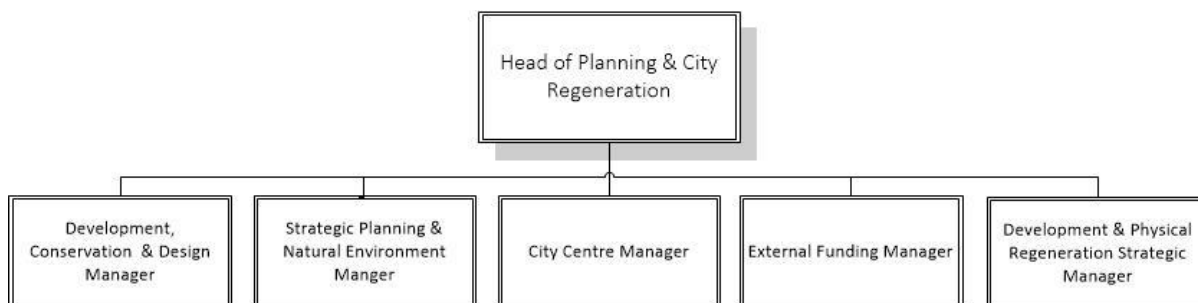 Head of Planning & City
Regeneration
Development,
Conservation & Design
Manager
Strategic Planning &
Natural Environment
Manger
City Centre Manager
External Funding Manager
Development & Physical
Regeneration Strategic
Manager